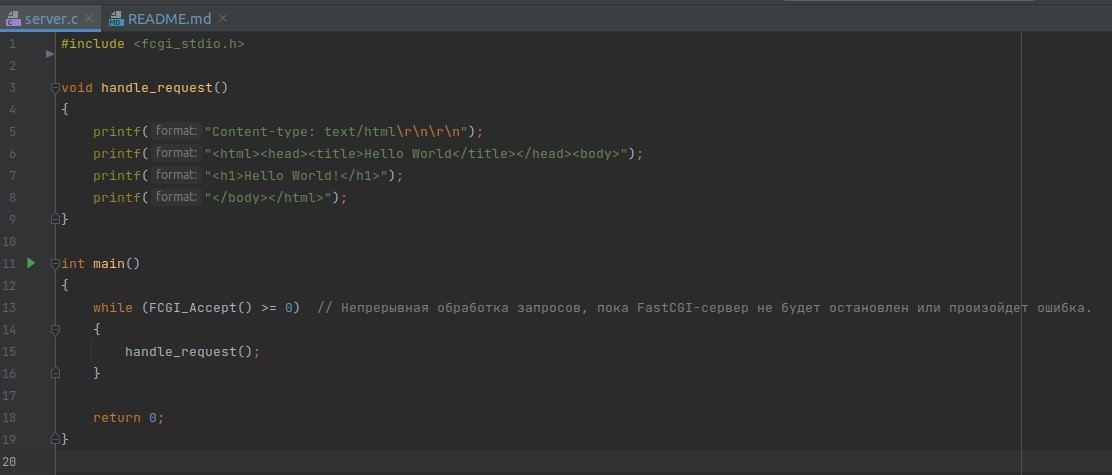 server.c README.md
1 #include <fcgi_stdio.h>
2
3 void handle_request()
4 {
5 printf( format: "Content-type: text/html\r\n\r\n");
6 printf( format: "<html><head><title>Hello World</title></head><body>");
7 printf( format: "<h1>Hello World!</h1>");
8 printf( format: "</body></html>");
9 }
10
11 int main()
12 {
13 while (FCGI_Accept() >= 0) // Непрерывная обработка запросов, пока FastCGI-сервер не будет остановлен или произойдет ошибка.
14 {
15 handle_request();
16 }
17
18 return 0;
19 }
20